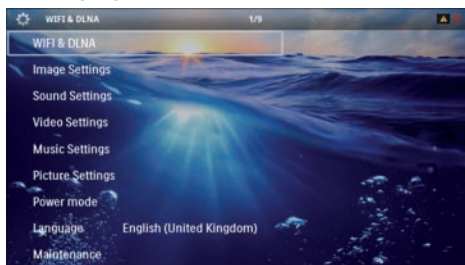 WIFI & DLNA 1/9
WIFI & DLNA
Image Settings
Sound Settings
Video Settings
Music Settings
Picture Settings
Power mode
Language English (United Kingdom)
Maintenance